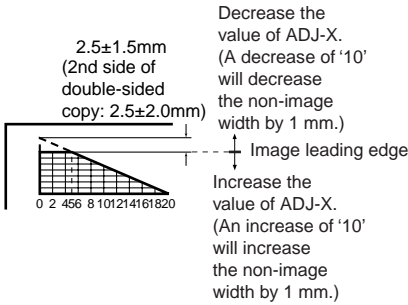 Decrease the
value of ADJ-X.
(A decrease of ‘10’
will decrease
the non-image
width by 1 mm.)
2.5±1.5mm
(2nd side of
double-sided
copy: 2.5±2.0mm)
Image leading edge
Increase the
value of ADJ-X.
(An increase of ‘10’
will increase
the non-image
width by 1 mm.)
0 2 456 8 101214161820